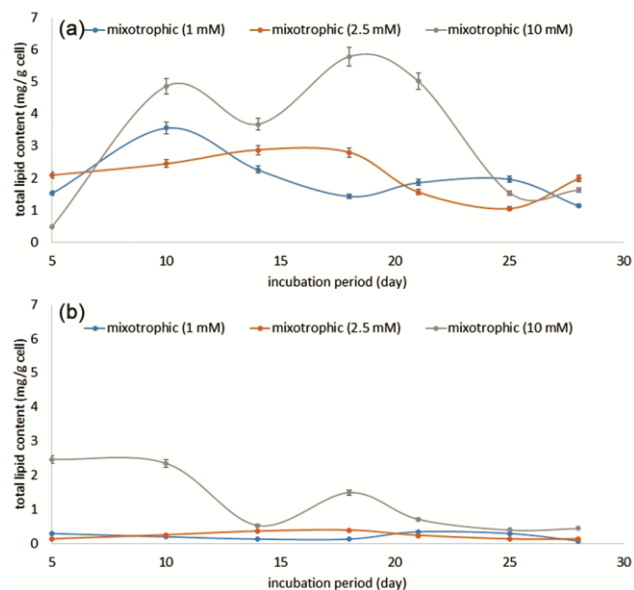 (a)
mixotrophic (1 mM) mixotrophic (2.5 mM) mixotrophic (10 mM)
total lipid content (mg/g cell)
7
6
5
4
3
2
1
0
5 10 15 20 25 30
incubation period (day)
(b)
mixotrophic (1 mM) mixotrophic (2.5 mM) mixotrophic (10 mM)
total lipid content (mg/g cell)
7
6
5
4
3
2
1
0
5 10 15 20 25 30
incubation period (day)